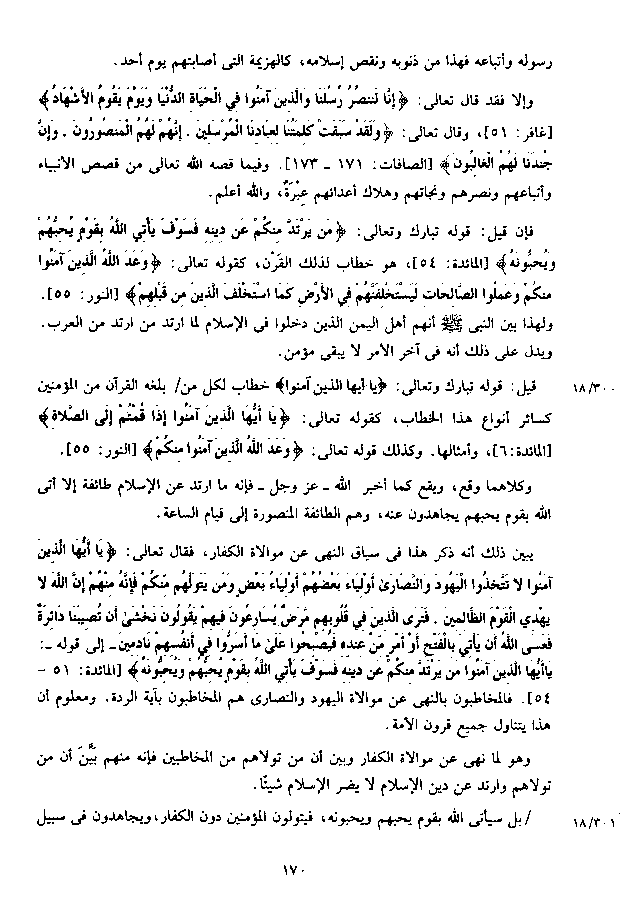 رسوله وأتباعه فهذا من ذنوبه ونقص إسلامه، كالهزيمة التى أصابتهم يوم أحد.
وإلا فقد قال تعالى: ﴿إِنَّا لَنَنصُرُ رُسُلَنَا وَالَّذِينَ آمَنُوا فِي الْحَيَاةِ الدُّنْيَا وَيَوْمَ يَقُومُ الأَشْهَادُ﴾
[غافر: ٥١]، وقال تعالى: ﴿وَلَقَدْ سَبَقَتْ كَلِمَتُنَا لِعِبَادِنَا الْمُرْسَلِينَ . إِنَّهُمْ لَهُمُ الْمَنصُورُونَ . وَإِنَّ
جُندَنَا لَهُمُ الْغَالِبُونَ﴾ [الصافات: ١٧١ ـ ١٧٣]. وفيما قصه الله تعالى من قصص الأنبياء
وأتباعهم ونصرهم ونجاتهم وهلاك أعدائهم عِبْرَةٌ، والله أعلم.
فإن قيل: قوله تبارك وتعالى: ﴿مَن يَرْتَدَّ مِنكُمْ عَن دِينِهِ فَسَوْفَ يَأْتِي اللَّهُ بِقَوْمٍ يُحِبُّهُمْ
وَيُحِبُّونَهُ﴾ [المائدة: ٥٤]، هو خطاب لذلك القَرْن، كقوله تعالى: ﴿وَعَدَ اللَّهُ الَّذِينَ آمَنُوا
مِنكُمْ وَعَمِلُوا الصَّالِحَاتِ لَيَسْتَخْلِفَنَّهُمْ فِي الأَرْضِ كَمَا اسْتَخْلَفَ الَّذِينَ مِن قَبْلِهِمْ﴾ [النور: ٥٥].
ولهذا بين النبى ﷺ أنهم أهل اليمن الذين دخلوا فى الإسلام لما ارتد من ارتد من العرب.
ويدل على ذلك أنه فى آخر الأمر لا يبقى مؤمن.
١٨/٣٠٠ قيل: قوله تبارك وتعالى: ﴿يا أيها الذين آمنوا﴾ خطاب لكل من/ بلغه القرآن من المؤمنين
كسائر أنواع هذا الخطاب، كقوله تعالى: ﴿يَا أَيُّهَا الَّذِينَ آمَنُوا إِذَا قُمْتُمْ إِلَى الصَّلاةِ﴾
[المائدة:٦]، وأمثالها. وكذلك قوله تعالى: ﴿وَعَدَ اللَّهُ الَّذِينَ آمَنُوا مِنكُمْ﴾ [النور: ٥٥].
وكلاهما وقع، ويقع كما أخبر الله ـ عز وجل ـ فإنه ما ارتد عن الإسلام طائفة إلا أتى
الله بقوم يحبهم يجاهدون عنه، وهم الطائفة المنصورة إلى قيام الساعة.
يبين ذلك أنه ذكر هذا فى سياق النهى عن موالاة الكفار، فقال تعالى: ﴿يَا أَيُّهَا الَّذِينَ
آمَنُوا لا تَتَّخِذُوا الْيَهُودَ وَالنَّصَارَى أَوْلِيَاءَ بَعْضُهُمْ أَوْلِيَاءُ بَعْضٍ وَمَن يَتَوَلَّهُم مِّنكُمْ فَإِنَّهُ مِنْهُمْ إِنَّ اللَّهَ لا
يَهْدِي الْقَوْمَ الظَّالِمِينَ . فَتَرَى الَّذِينَ فِي قُلُوبِهِم مَّرَضٌ يُسَارِعُونَ فِيهِمْ يَقُولُونَ نَخْشَىٰ أَن تُصِيبَنَا دَائِرَةٌ
فَعَسَى اللَّهُ أَن يَأْتِيَ بِالْفَتْحِ أَوْ أَمْرٍ مِّنْ عِندِهِ فَيُصْبِحُوا عَلَىٰ مَا أَسَرُّوا فِي أَنفُسِهِمْ نَادِمِينَـ إلى قوله ـ:
يَاأَيُّهَا الَّذِينَ آمَنُوا مَن يَرْتَدَّ مِنكُمْ عَن دِينِهِ فَسَوْفَ يَأْتِي اللَّهُ بِقَوْمٍ يُحِبُّهُمْ وَيُحِبُّونَهُ﴾ [المائدة: ٥١ ـ
٥٤]. فالمخاطبون بالنهى عن موالاة اليهود والنصارى هم المخاطبون بآية الردة. ومعلوم أن
هذا يتناول جميع قرون الأمة.
وهو لما نهى عن موالاة الكفار وبين أن من تولاهم من المخاطبين فإنه منهم بَيَّنَ أن من
تولاهم وارتد عن دين الإسلام لا يضر الإسلام شيئًا.
١٨/٣٠١ /بل سيأتى الله بقوم يحبهم ويحبونه، فيتولون المؤمنين دون الكفار،ويجاهدون فى سبيل
١٧٠